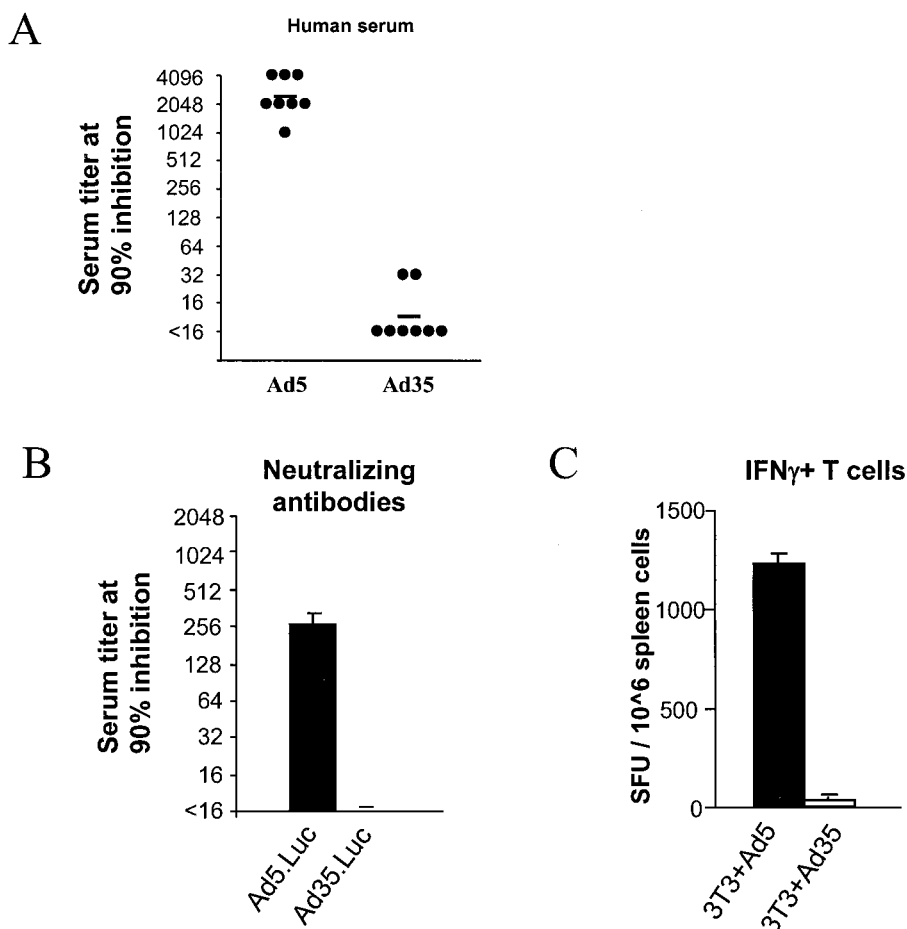 A
Human serum
Serum titer at
90% inhibition
4096
2048
1024
512
256
128
64
32
16
<16
Ad5
Ad35
B
Neutralizing
antibodies
Serum titer at
90% inhibition
2048
1024
512
256
128
64
32
16
<16
Ad5.Luc
Ad35.Luc
C
IFNγ+ T cells
SFU / 10^6 spleen cells
1500
1000
500
0
3T3+Ad5
3T3+Ad35